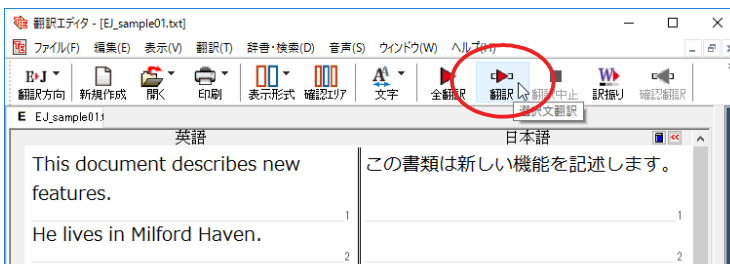 翻訳エディタ - [EJ_sample01.txt]
ファイル(F) 編集(E) 表示(V) 翻訳(T) 辞書・検索(D) 音声(S) ウィンドウ(W) ヘルプ(H)
E▸J
翻訳方向 新規作成 開く 印刷 表示形式 確認エリア 文字 全翻訳 翻訳 翻訳中止 訳振り 確認翻訳
選択文翻訳
E EJ_sample01.t
英語 日本語
This document describes new この書類は新しい機能を記述します。
features.
1 1
He lives in Milford Haven.
2 2